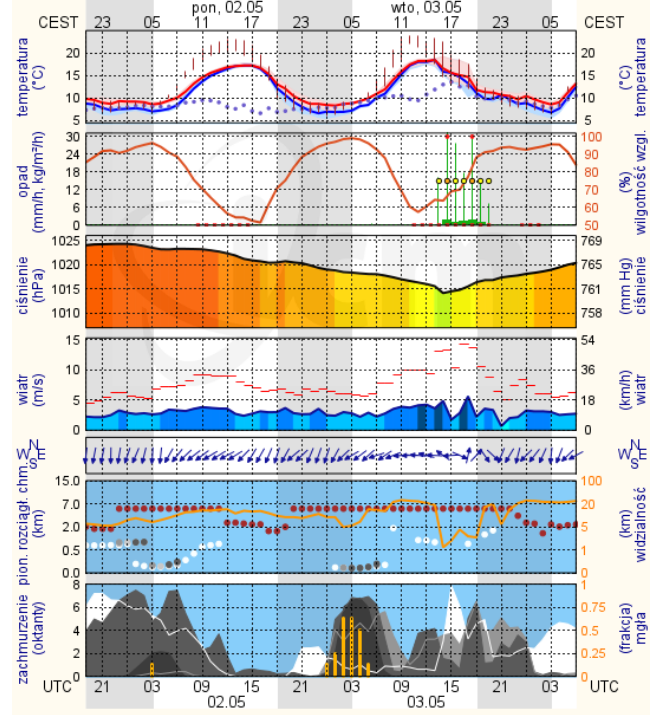 pon, 02.05 wto, 03.05
CEST 23 05 11 17 23 05 11 17 23 05 CEST
temperatura (°C) 20 15 10 5 20 15 10 5 temperatura (°C)
opad (mm/h, kg/m²/h) 30 24 18 12 6 0 100 90 80 70 60 50 (%) wilgotność wzgl.
ciśnienie (hPa) 1025 1020 1015 1010 769 765 761 758 (mm Hg) ciśnienie
wiatr (m/s) 15 10 5 0 54 36 18 0 (km/h) wiatr
N W E S N W E S
pion. rozciągł. chm. (km) 15.0 7.0 2.0 0.5 0.0 100 20 5 1 0 (km) widzialność
zachmurzenie (oktanty) 8 6 4 2 0 1 0.75 0.5 0.25 0 (frakcja) mgła
UTC 21 03 09 15 21 03 09 15 21 03 UTC
02.05 03.05